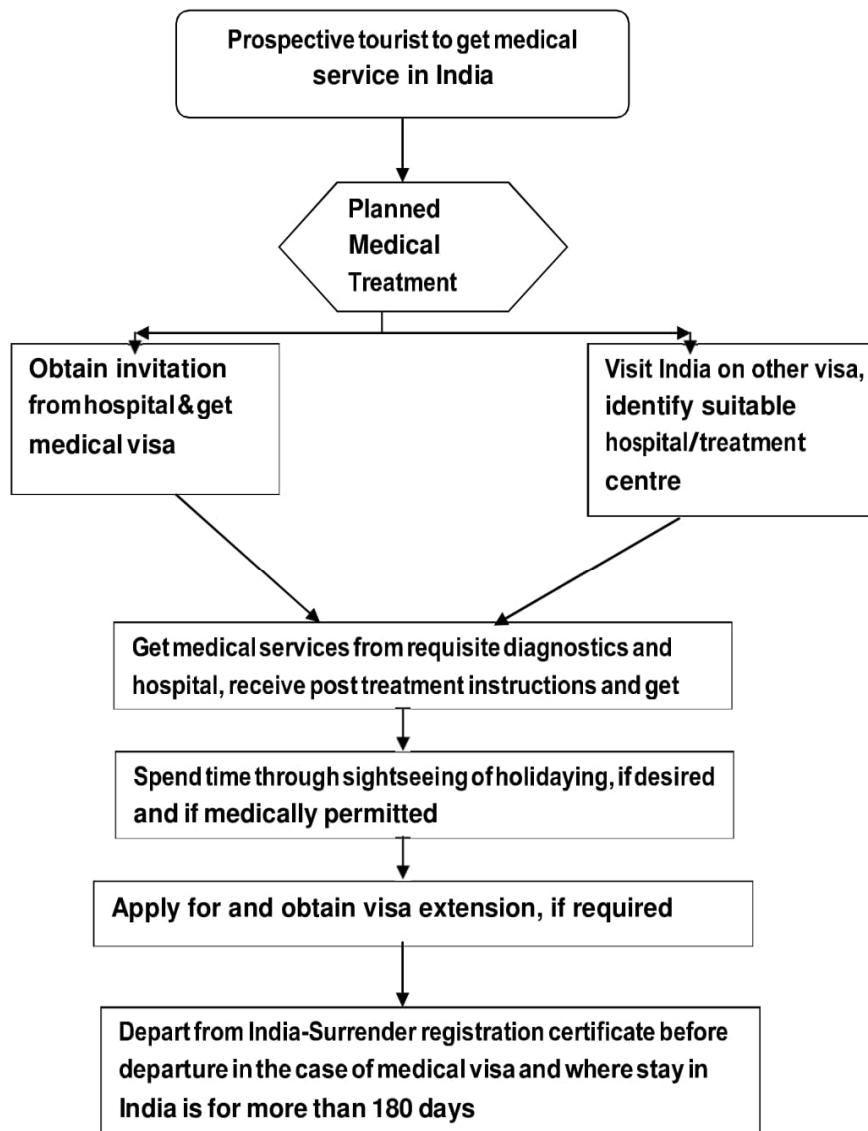 Prospective tourist to get medical
service in India
Planned
Medical
Treatment
Obtain invitation
from hospital & get
medical visa
Visit India on other visa,
identify suitable
hospital/treatment
centre
Get medical services from requisite diagnostics and
hospital, receive post treatment instructions and get
Spend time through sightseeing of holidaying, if desired
and if medically permitted
Apply for and obtain visa extension, if required
Depart from India-Surrender registration certificate before
departure in the case of medical visa and where stay in
India is for more than 180 days